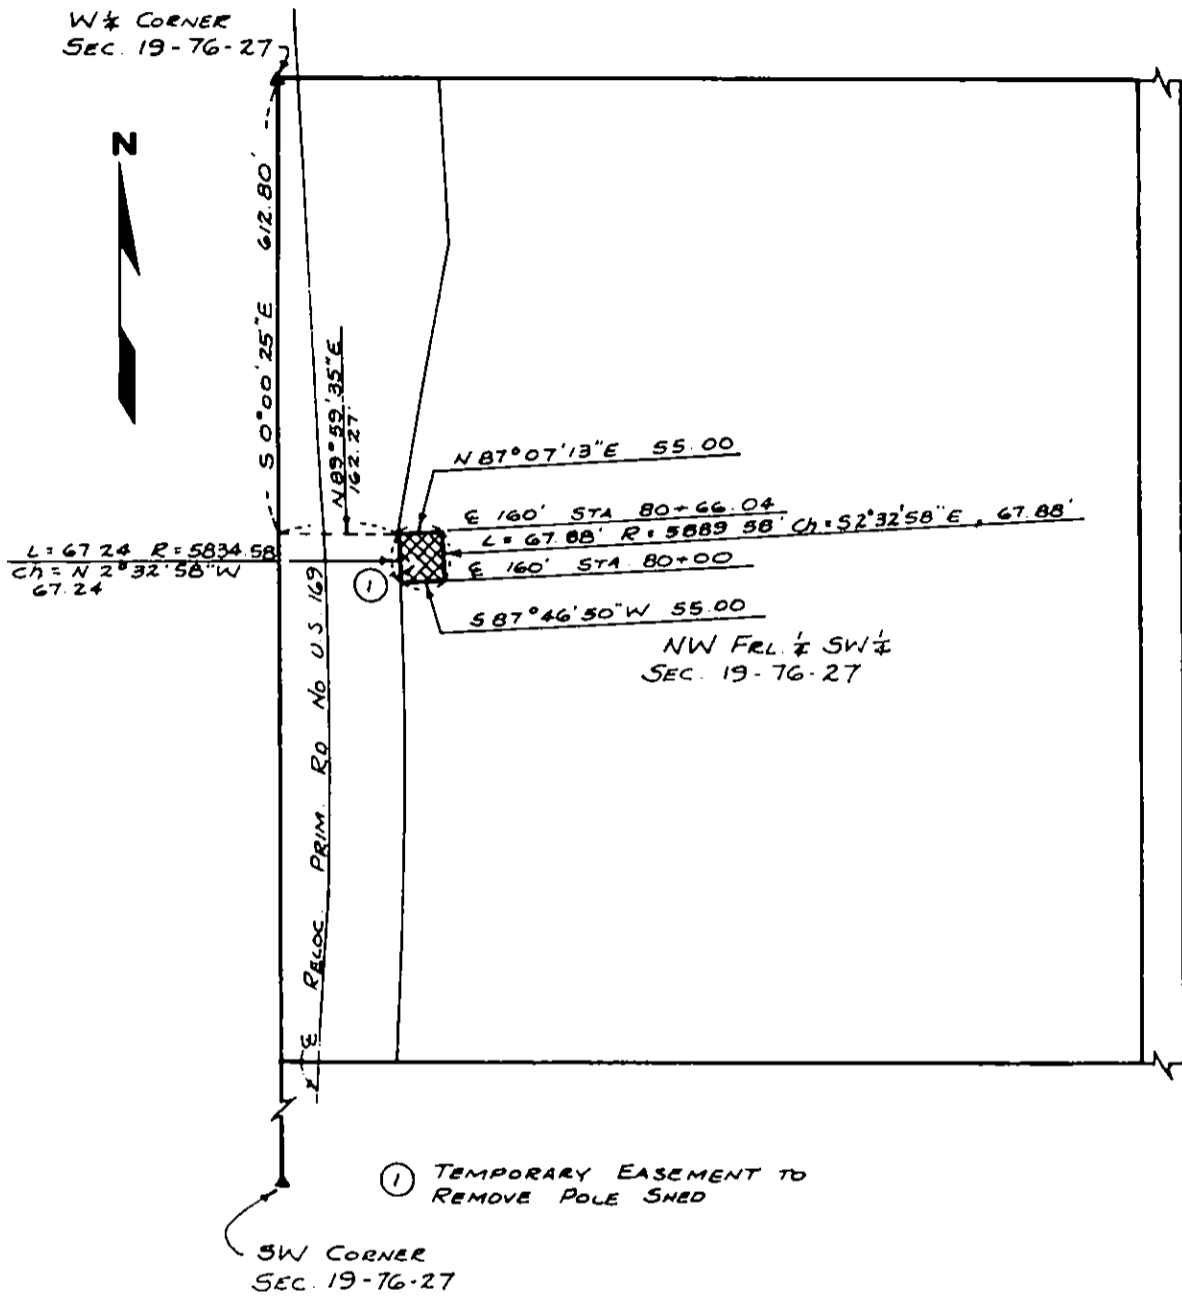 W ¼ CORNER
SEC. 19-76-27
N
S 0°00'25"E 612.80'
N89°59'35"E
162.27'
N 87°07'13"E 55.00
℄ 160' STA 80+66.04
L = 67.88' R = 5889.58' Ch = S2°32'58"E, 67.88'
L = 67.24 R = 5834.58
Ch = N 2°32'58"W
67.24
℄ 160' STA. 80+00
1
S 87°46'50"W 55.00
NW FRL. ¼ SW ¼
SEC. 19-76-27
℄ RELOC. PRIM. RD. No U.S. 169
1 TEMPORARY EASEMENT TO
REMOVE POLE SHED
SW CORNER
SEC. 19-76-27